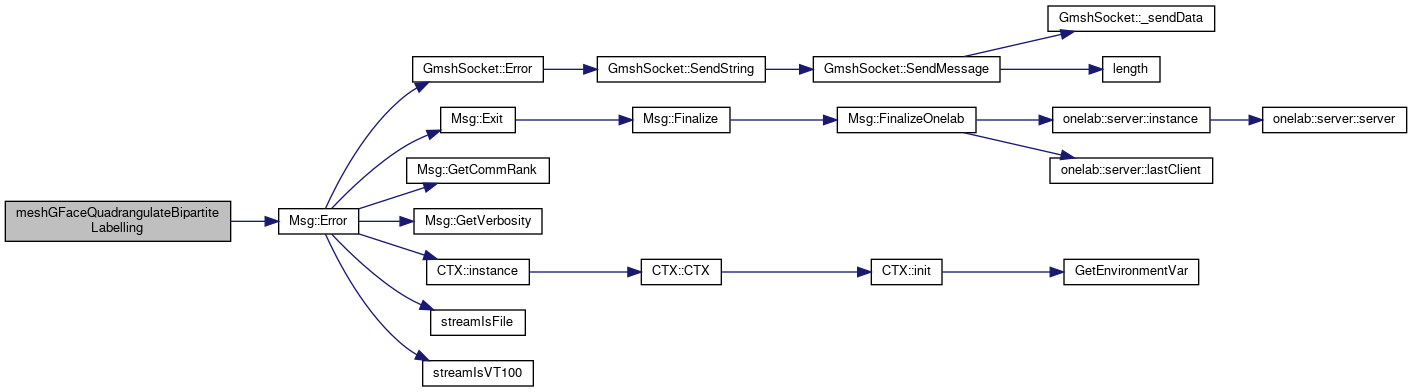 GmshSocket::_sendData
GmshSocket::Error
GmshSocket::SendString
GmshSocket::SendMessage
length
Msg::Exit
Msg::Finalize
Msg::FinalizeOnelab
onelab::server::instance
onelab::server::server
Msg::GetCommRank
onelab::server::lastClient
meshGFaceQuadrangulateBipartite
Labelling
Msg::Error
Msg::GetVerbosity
CTX::instance
CTX::CTX
CTX::init
GetEnvironmentVar
streamIsFile
streamIsVT100